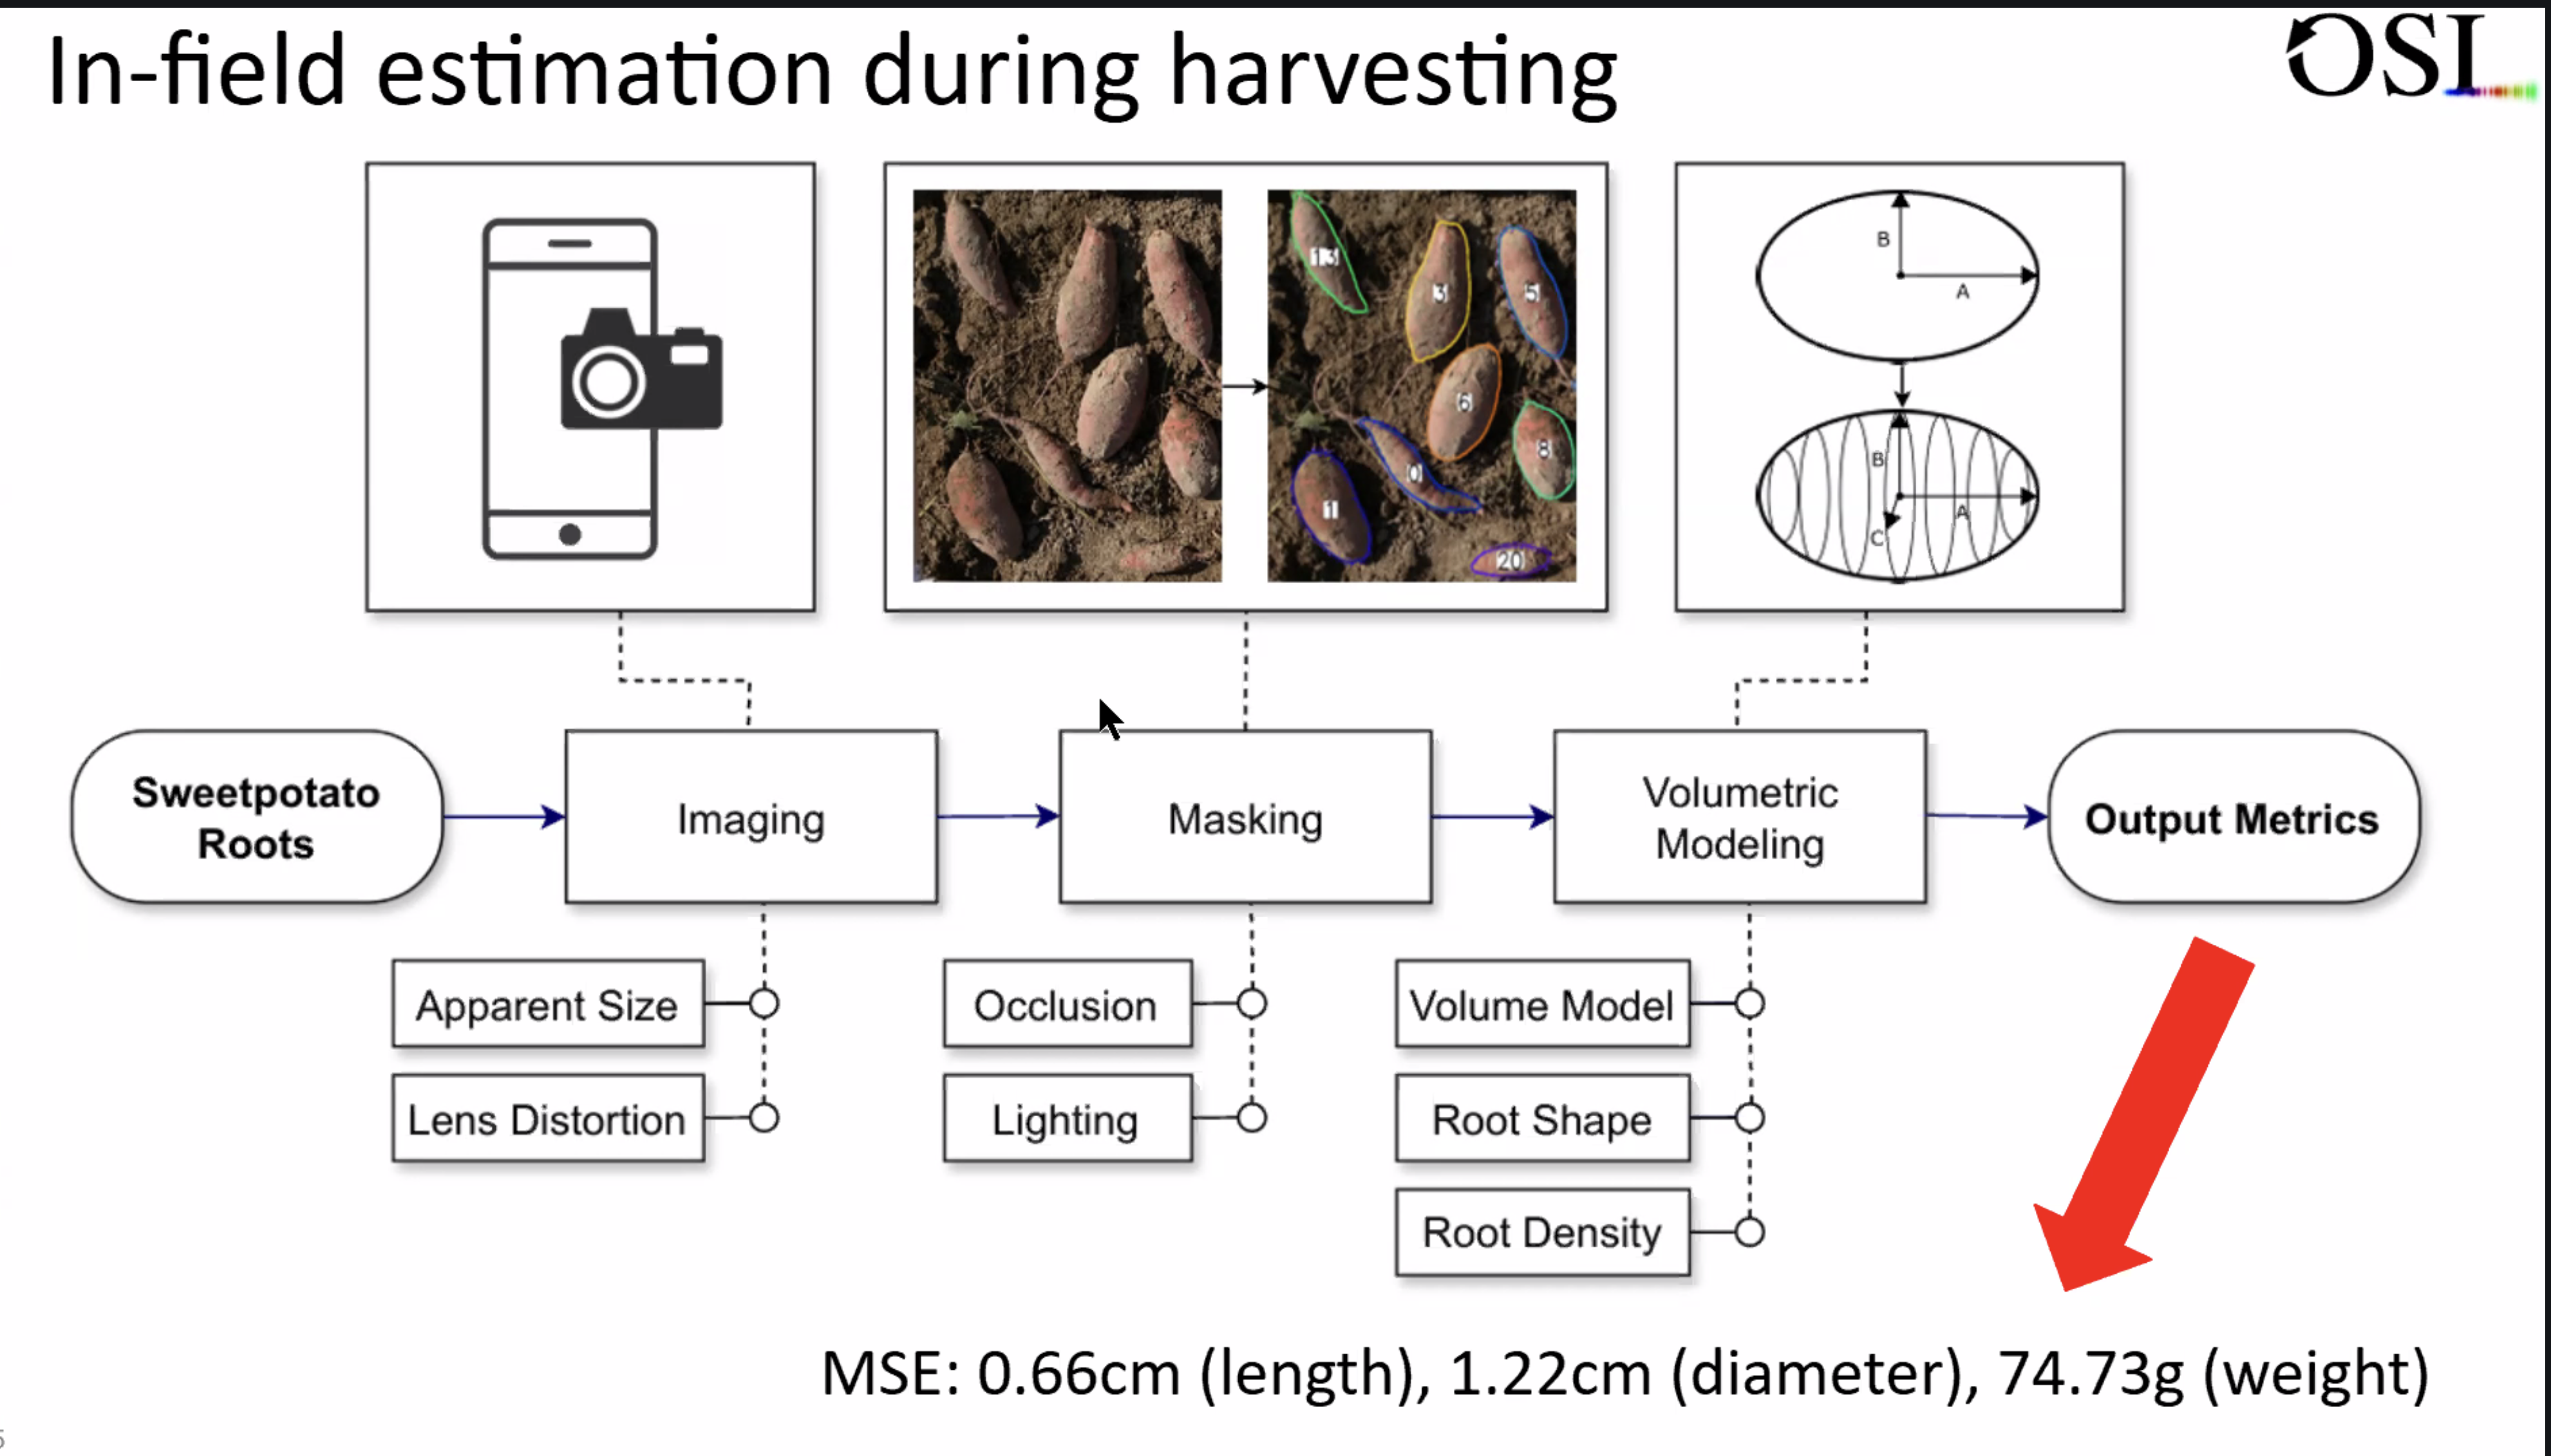 In-field estimation during harvesting
OSI
B
A
B
A
C
13
3
5
6
8
0
1
20
Sweetpotato
Roots
Imaging
Masking
Volumetric
Modeling
Output Metrics
Apparent Size
Lens Distortion
Occlusion
Lighting
Volume Model
Root Shape
Root Density
MSE: 0.66cm (length), 1.22cm (diameter), 74.73g (weight)